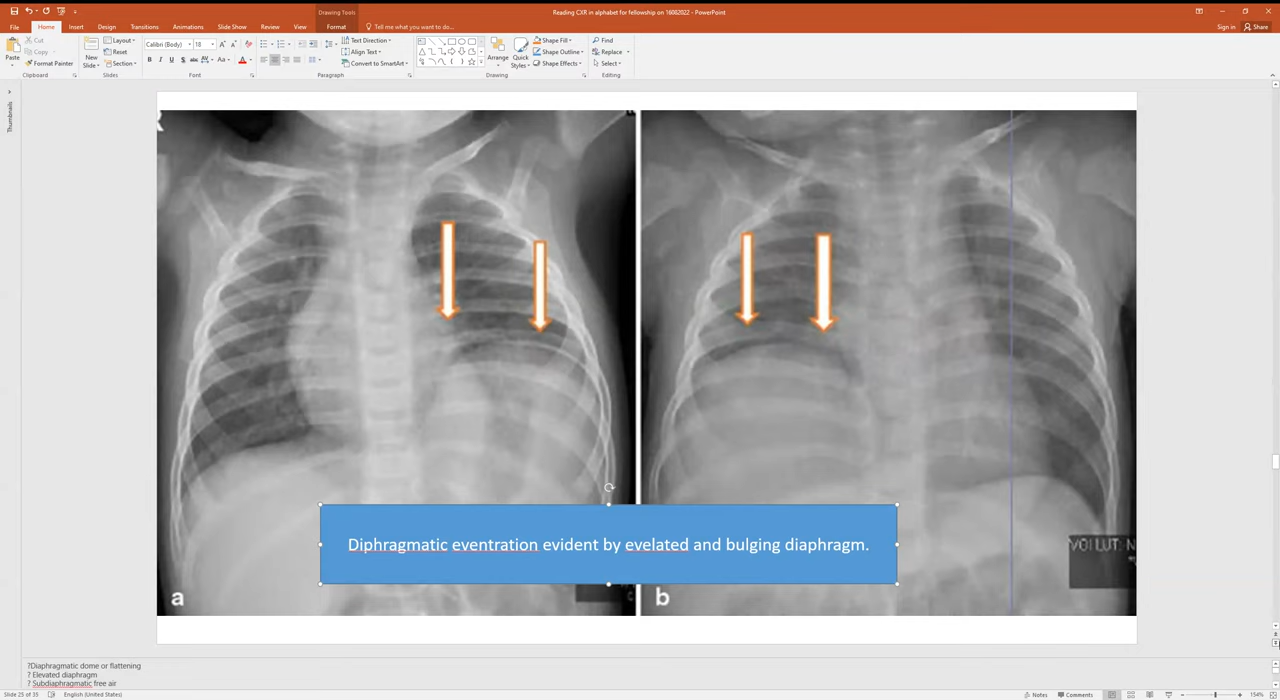 Drawing Tools
Reading CXR in alphabet for fellowship on 16082022 - PowerPoint
File Home Insert Design Transitions Animations Slide Show Review View Format Tell me what you want to do...
Sign in Share
Cut
Copy
Format Painter
Paste
Clipboard
New
Slide
Layout
Reset
Section
Slides
Calibri (Body) 18
B I U S abc AV Aa A
Font
Text Direction
Align Text
Convert to SmartArt
Paragraph
Arrange
Quick
Styles
Shape Fill
Shape Outline
Shape Effects
Drawing
Find
Replace
Select
Editing
Thumbnails
R
VOI LUT: N
Diphragmatic eventration evident by evelated and bulging diaphragm.
a
b
?Diaphragmatic dome or flattening
? Elevated diaphragm
? Subdiaphragmatic free air
Slide 25 of 35 English (United States)
Notes Comments 154%